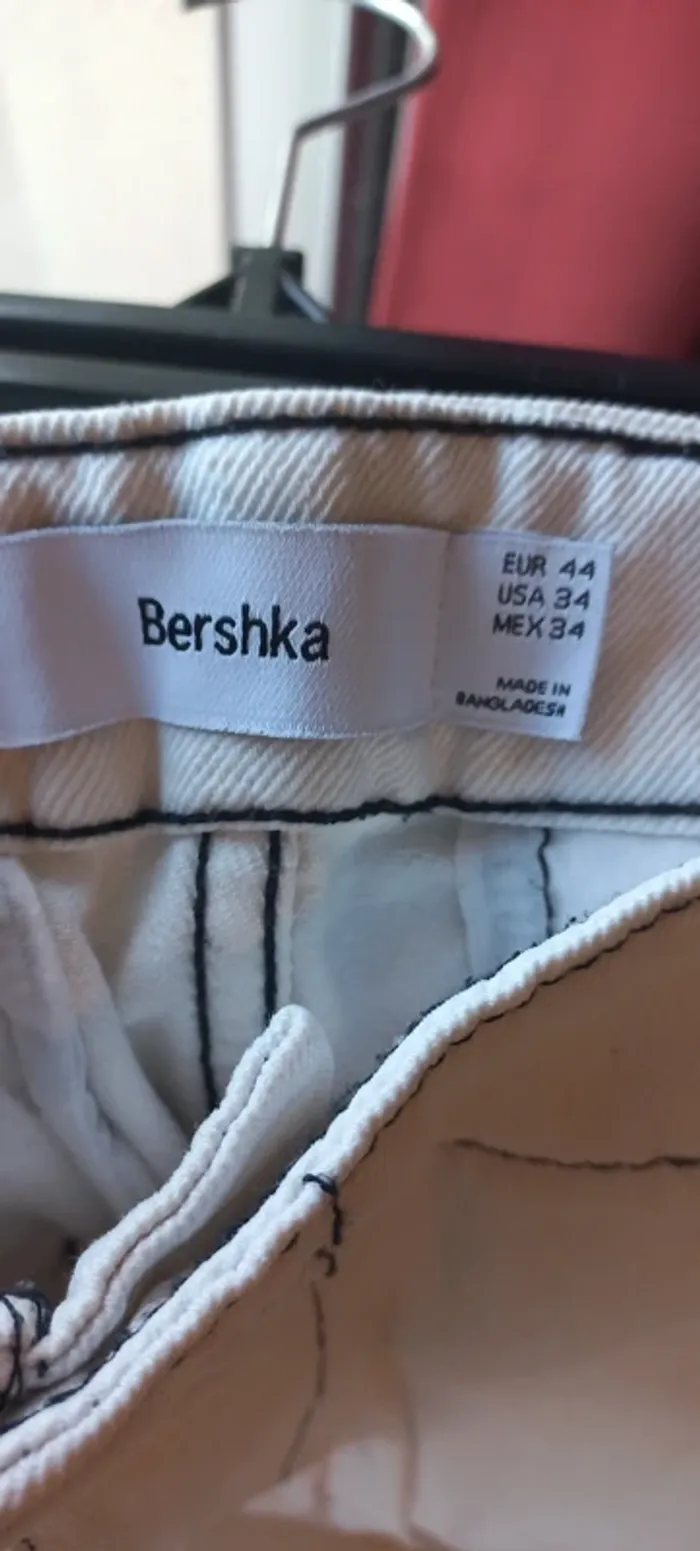 Bershka
EUR 44
USA 34
MEX 34
MADE IN
BANGLADESH